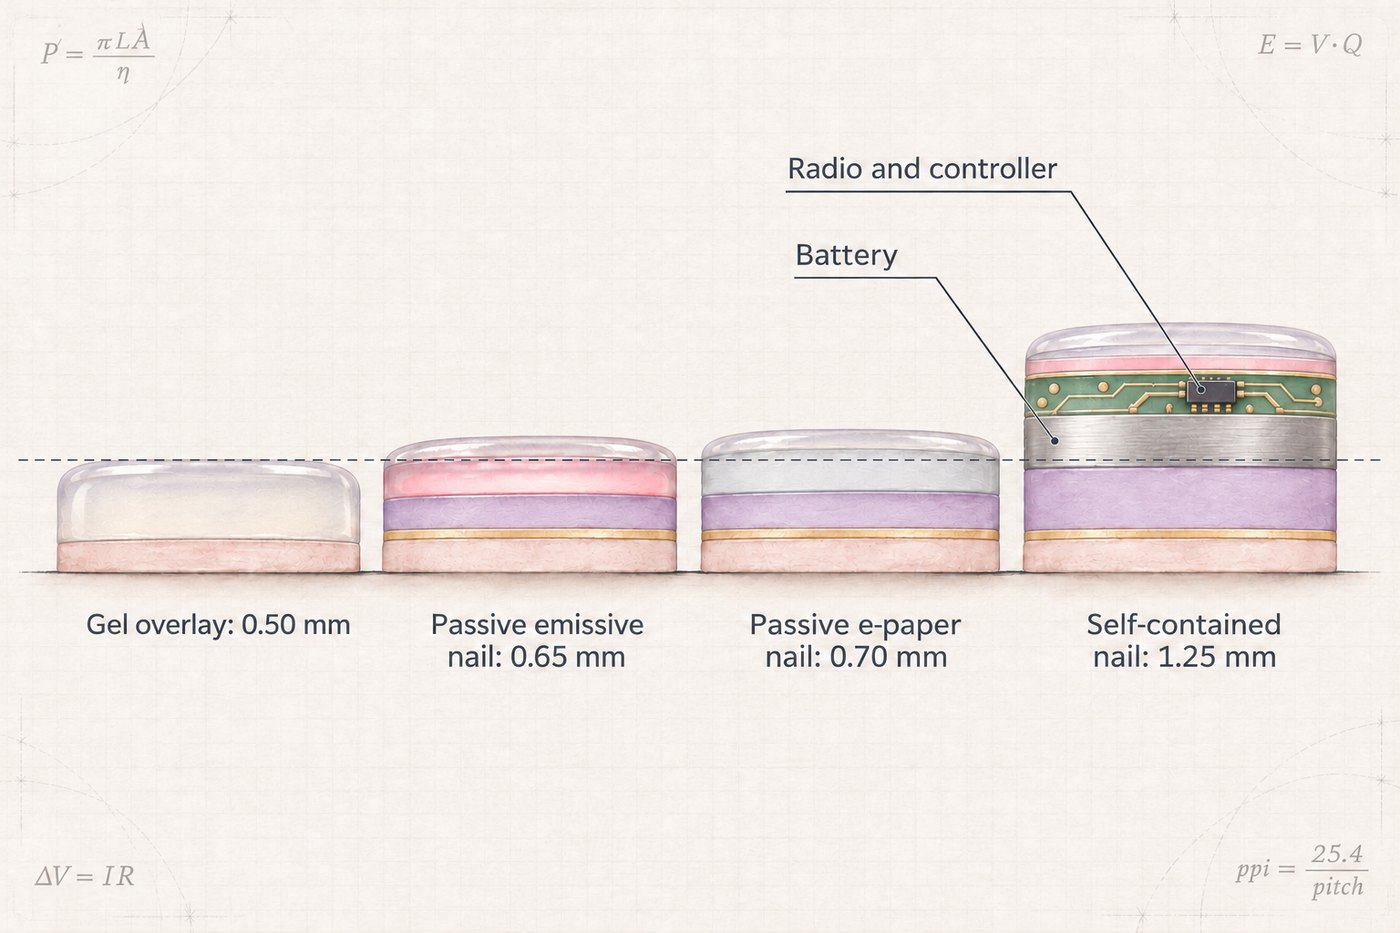 P = πLA / η
E = V·Q
Radio and controller
Battery
Gel overlay: 0.50 mm
Passive emissive
nail: 0.65 mm
Passive e-paper
nail: 0.70 mm
Self-contained
nail: 1.25 mm
ΔV = IR
ppi = 25.4 / pitch